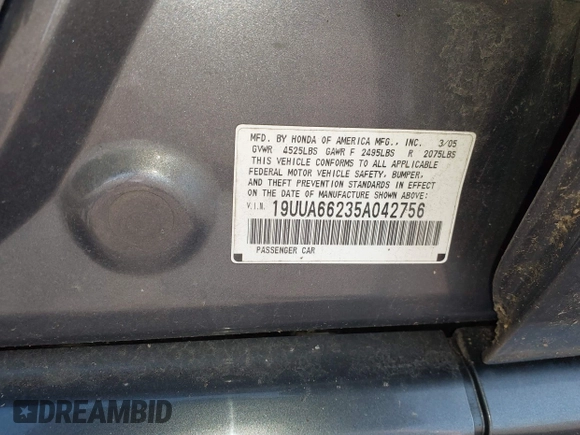 MFD. BY HONDA OF AMERICA MFG., INC. 3/05
GVWR 4525LBS GAWR F 2495LBS R 2075LBS
THIS VEHICLE CONFORMS TO ALL APPLICABLE
FEDERAL MOTOR VEHICLE SAFETY, BUMPER,
AND THEFT PREVENTION STANDARDS IN EFFECT
ON THE DATE OF MANUFACTURE SHOWN ABOVE.
V.I.N. 19UUA66235A042756
PASSENGER CAR
DREAMBID